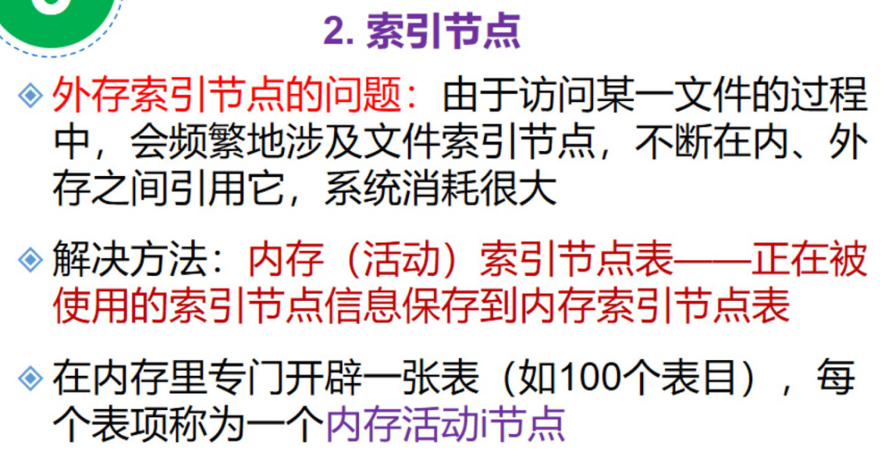 2. 索引节点
外存索引节点的问题：由于访问某一文件的过程
中，会频繁地涉及文件索引节点，不断在内、外
存之间引用它，系统消耗很大
解决方法：内存（活动）索引节点表——正在被
使用的索引节点信息保存到内存索引节点表
在内存里专门开辟一张表（如100个表目），每
个表项称为一个内存活动i节点